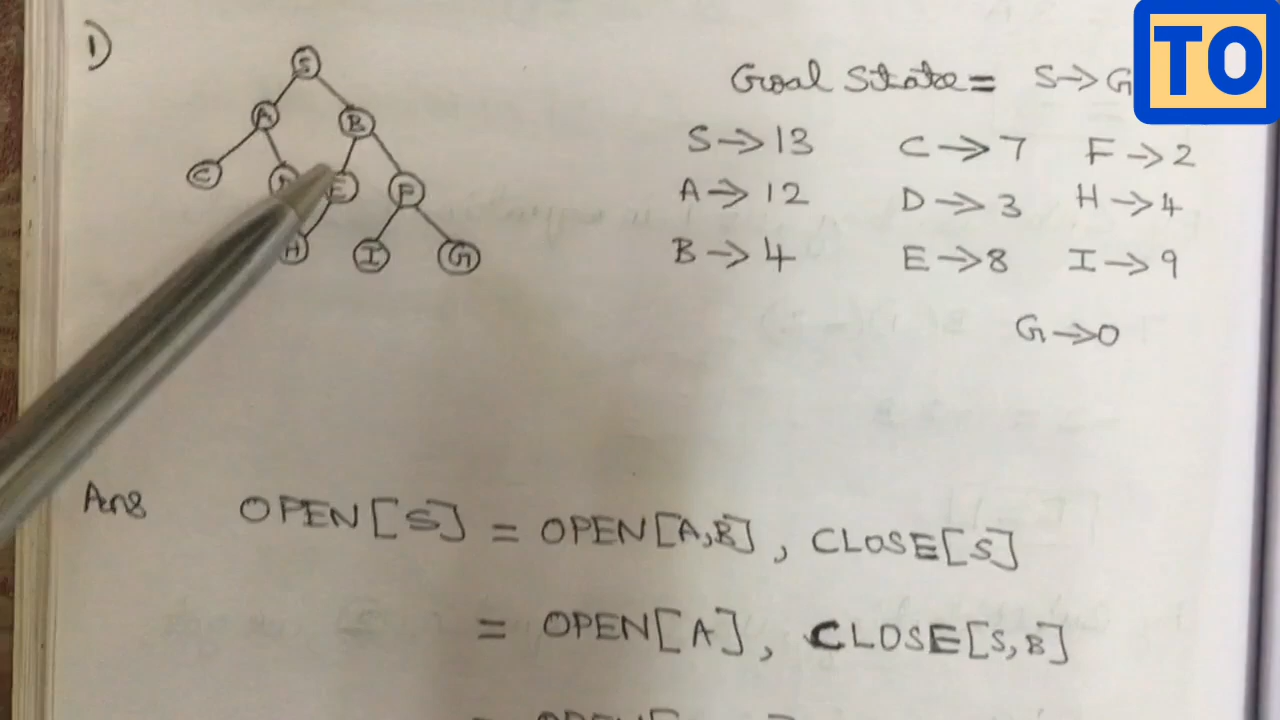 1)
S
A B
C D E F
H I G
Goal State = S→G
S→13 C→7 F→2
A→12 D→3 H→4
B→4 E→8 I→9
G→0
Ans OPEN[S] = OPEN[A,B], CLOSE[S]
= OPEN[A], CLOSE[S,B]
TO